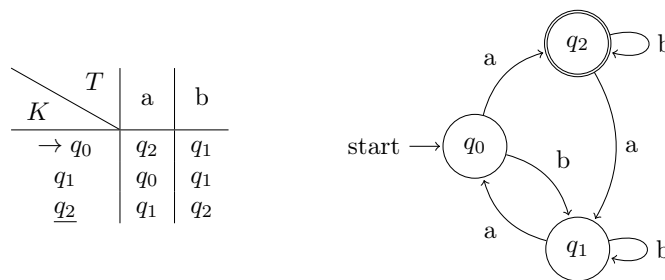 T
K a b
→ q0 q2 q1
q1 q0 q1
q2 q1 q2
q2 b
a
a
start q0 b
a
q1 b